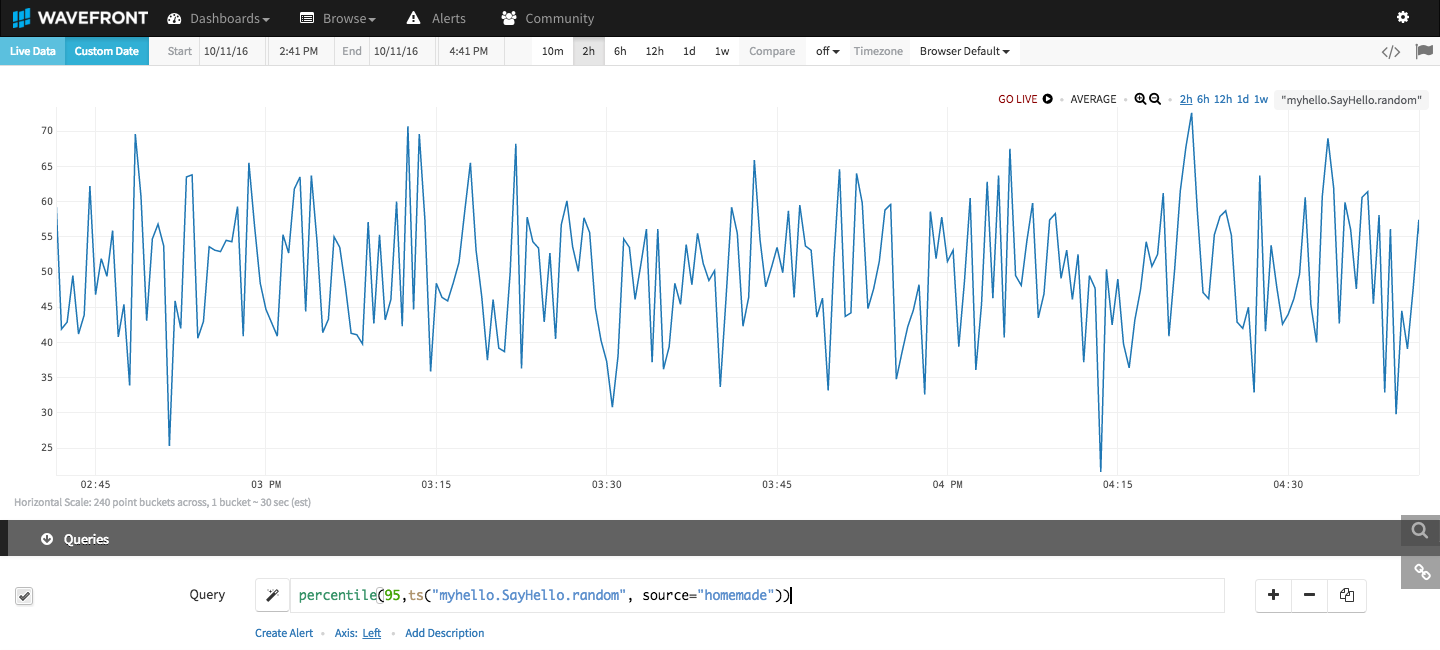 WAVEFRONT Dashboards Browse Alerts Community
Live Data Custom Date Start 10/11/16 2:41 PM End 10/11/16 4:41 PM 10m 2h 6h 12h 1d 1w Compare off Timezone Browser Default </>
GO LIVE • AVERAGE • • 2h 6h 12h 1d 1w "myhello.SayHello.random"
70
65
60
55
50
45
40
35
30
25
02:45 03 PM 03:15 03:30 03:45 04 PM 04:15 04:30
Horizontal Scale: 240 point buckets across, 1 bucket ~ 30 sec (est)
Queries
Query percentile(95,ts("myhello.SayHello.random", source="homemade"))
Create Alert • Axis: Left • Add Description